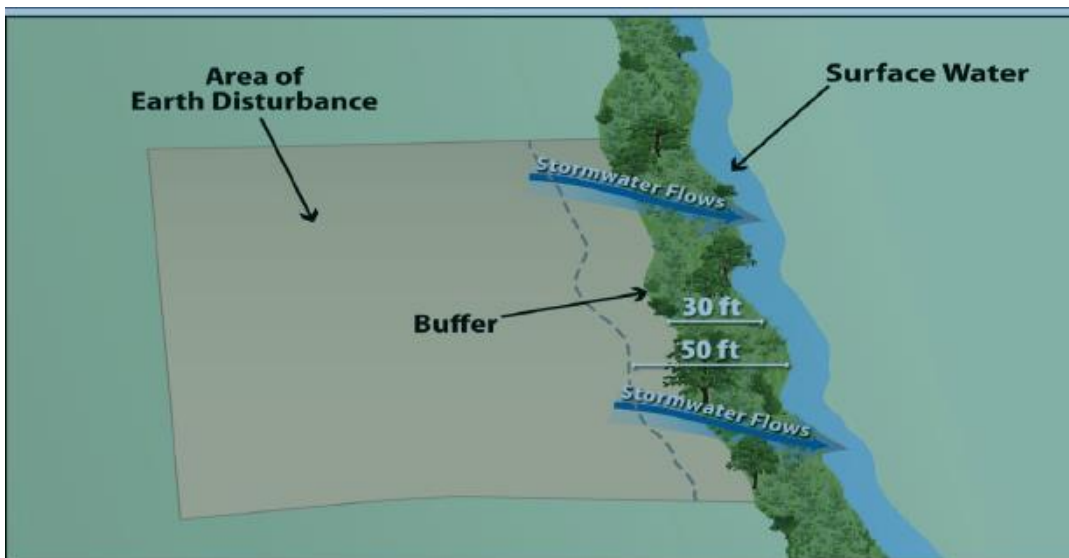 Area of
Earth Disturbance
Surface Water
Stormwater Flows
Buffer
30 ft
50 ft
Stormwater Flows